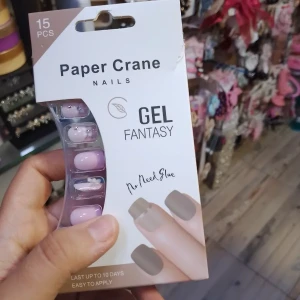 15
PCS
Paper Crane
NAILS
GEL
FANTASY
No Need Glue
LAST UP TO 10 DAYS
EASY TO APPLY